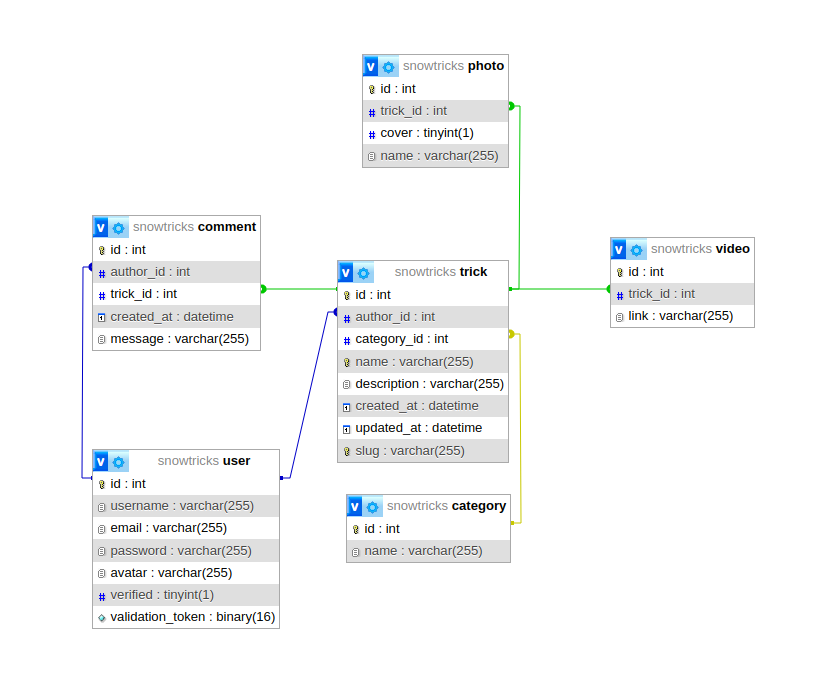 v snowtricks photo
id : int
trick_id : int
cover : tinyint(1)
name : varchar(255)
v snowtricks comment
id : int
author_id : int
trick_id : int
created_at : datetime
message : varchar(255)
v snowtricks trick
id : int
author_id : int
category_id : int
name : varchar(255)
description : varchar(255)
created_at : datetime
updated_at : datetime
slug : varchar(255)
v snowtricks video
id : int
trick_id : int
link : varchar(255)
v snowtricks user
id : int
username : varchar(255)
email : varchar(255)
password : varchar(255)
avatar : varchar(255)
verified : tinyint(1)
validation_token : binary(16)
v snowtricks category
id : int
name : varchar(255)